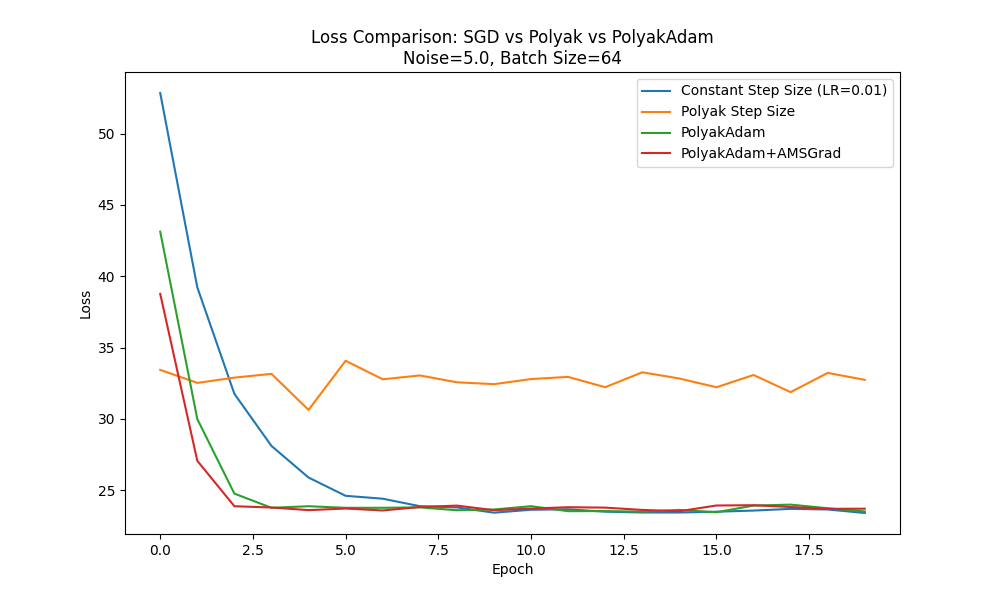 Loss Comparison: SGD vs Polyak vs PolyakAdam
Noise=5.0, Batch Size=64
Constant Step Size (LR=0.01)
Polyak Step Size
PolyakAdam
PolyakAdam+AMSGrad
Loss
50
45
40
35
30
25
0.0 2.5 5.0 7.5 10.0 12.5 15.0 17.5
Epoch